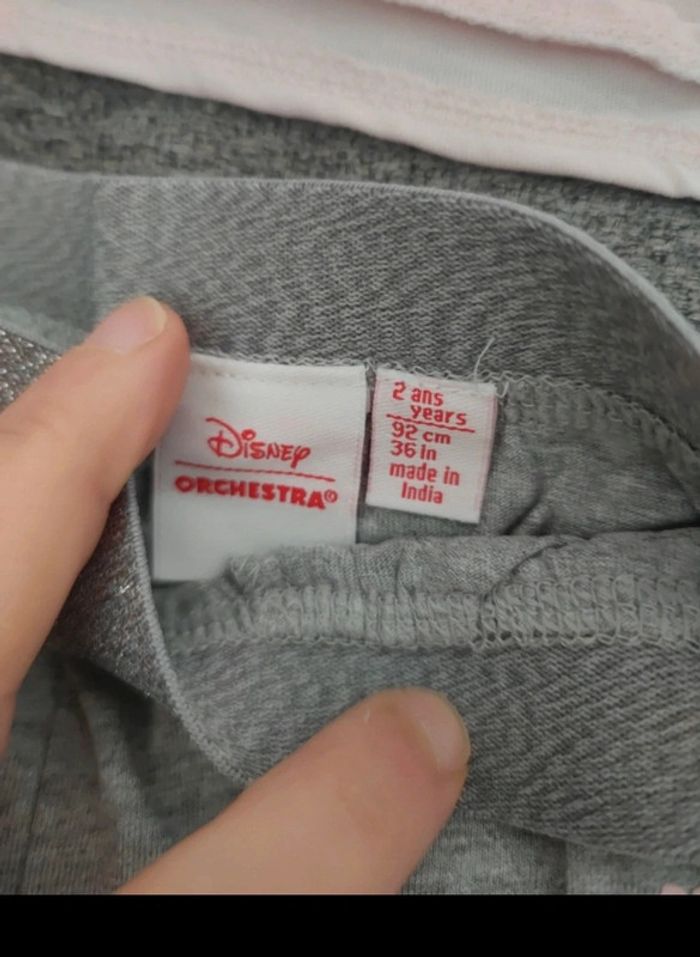 Disney
ORCHESTRA®
2 ans
years
92 cm
36 in
made in
India